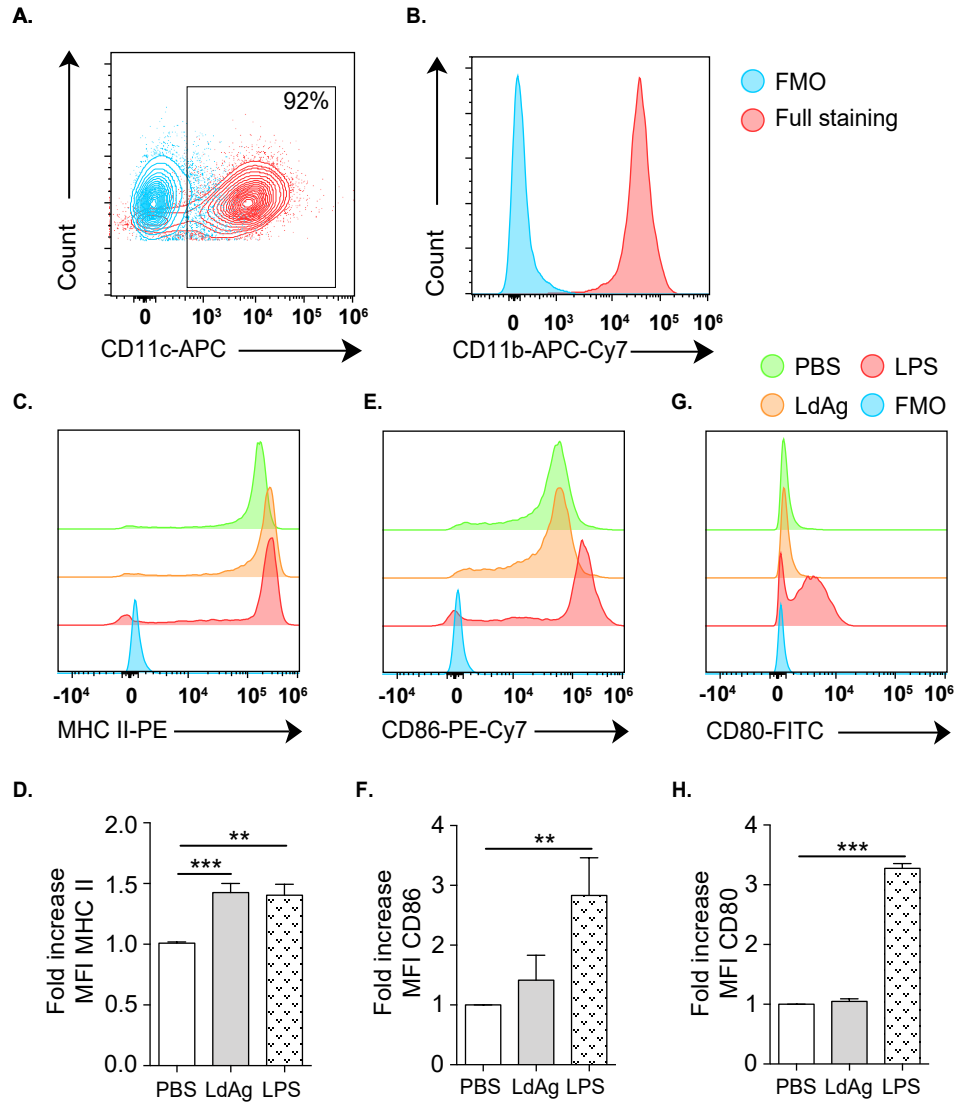 A.
B.
92%
Count
0 10³ 10⁴ 10⁵ 10⁶
CD11c-APC
Count
0 10³ 10⁴ 10⁵ 10⁶
CD11b-APC-Cy7
FMO
Full staining
PBS
LPS
LdAg
FMO
C.
E.
G.
-10⁴ 0 10⁴ 10⁵ 10⁶
MHC II-PE
-10⁴ 0 10⁴ 10⁵ 10⁶
CD86-PE-Cy7
-10⁴ 0 10⁴ 10⁵ 10⁶
CD80-FITC
D.
F.
H.
Fold increase
MFI MHC II
2.0
1.5
1.0
0.5
0.0
**
***
PBS LdAg LPS
Fold increase
MFI CD86
4
3
2
1
0
**
PBS LdAg LPS
Fold increase
MFI CD80
4
3
2
1
0
***
PBS LdAg LPS